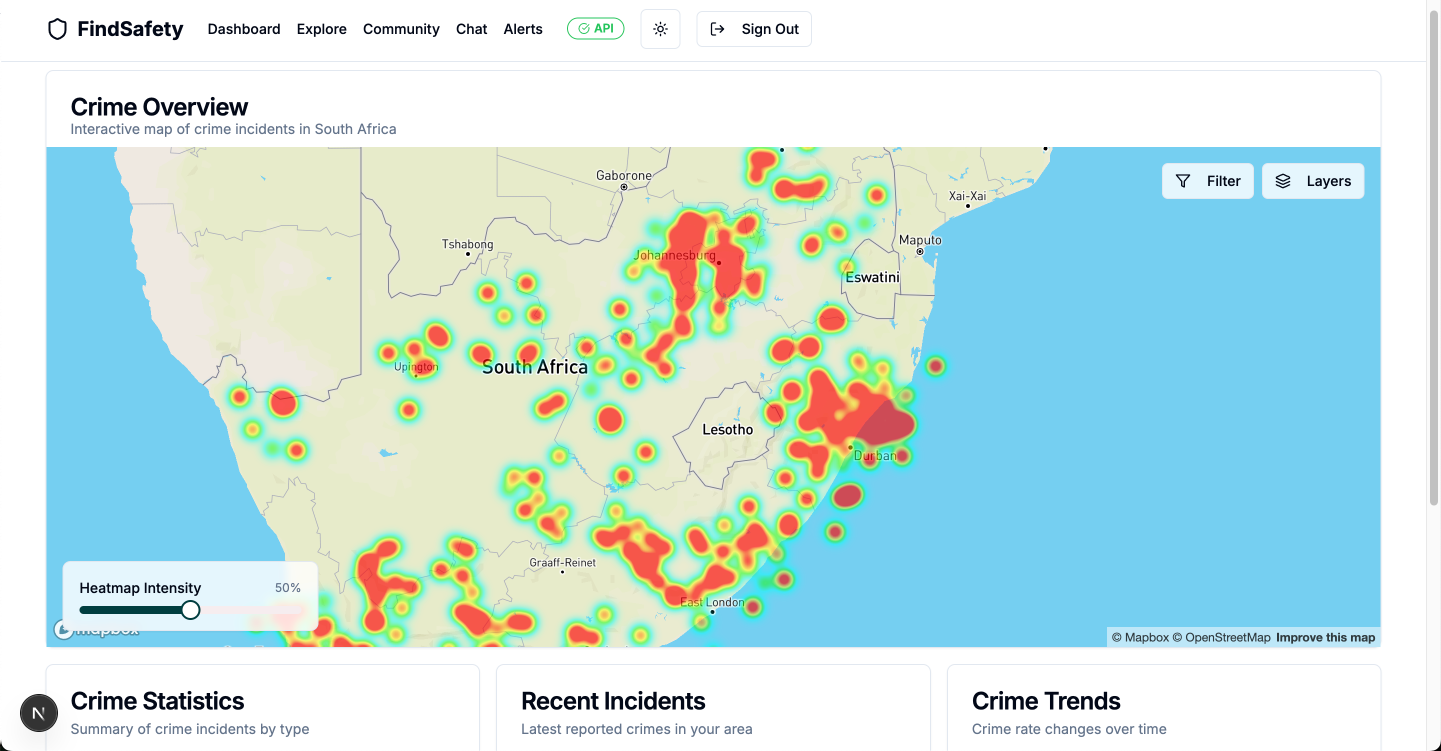 FindSafety Dashboard Explore Community Chat Alerts API Sign Out
Crime Overview
Interactive map of crime incidents in South Africa
Filter Layers
Gaborone
Xai-Xai
Tshabong
Maputo
Johannesburg
Eswatini
Upington
South Africa
Lesotho
Durban
Graaff-Reinet
East London
Heatmap Intensity 50%
mapbox
© Mapbox © OpenStreetMap Improve this map
Crime Statistics
Summary of crime incidents by type
Recent Incidents
Latest reported crimes in your area
Crime Trends
Crime rate changes over time
N